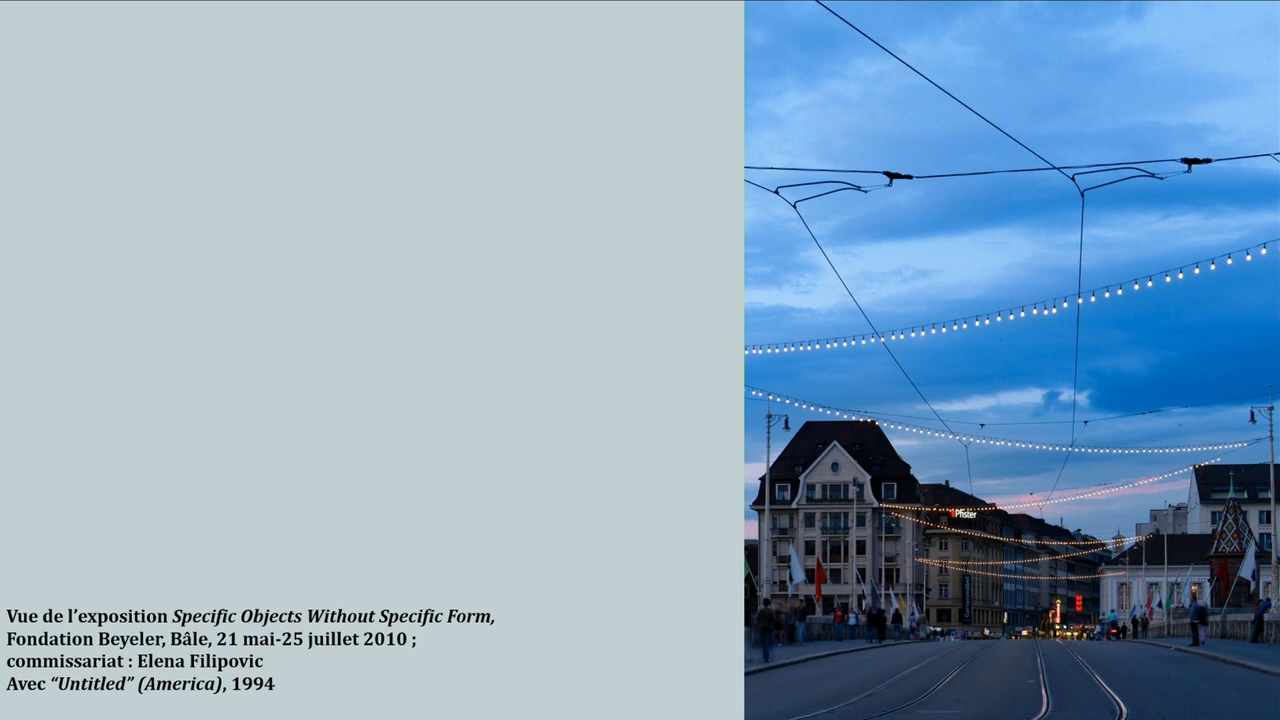 Vue de l’exposition Specific Objects Without Specific Form,
Fondation Beyeler, Bâle, 21 mai-25 juillet 2010 ;
commissariat : Elena Filipovic
Avec “Untitled” (America), 1994
Pfister